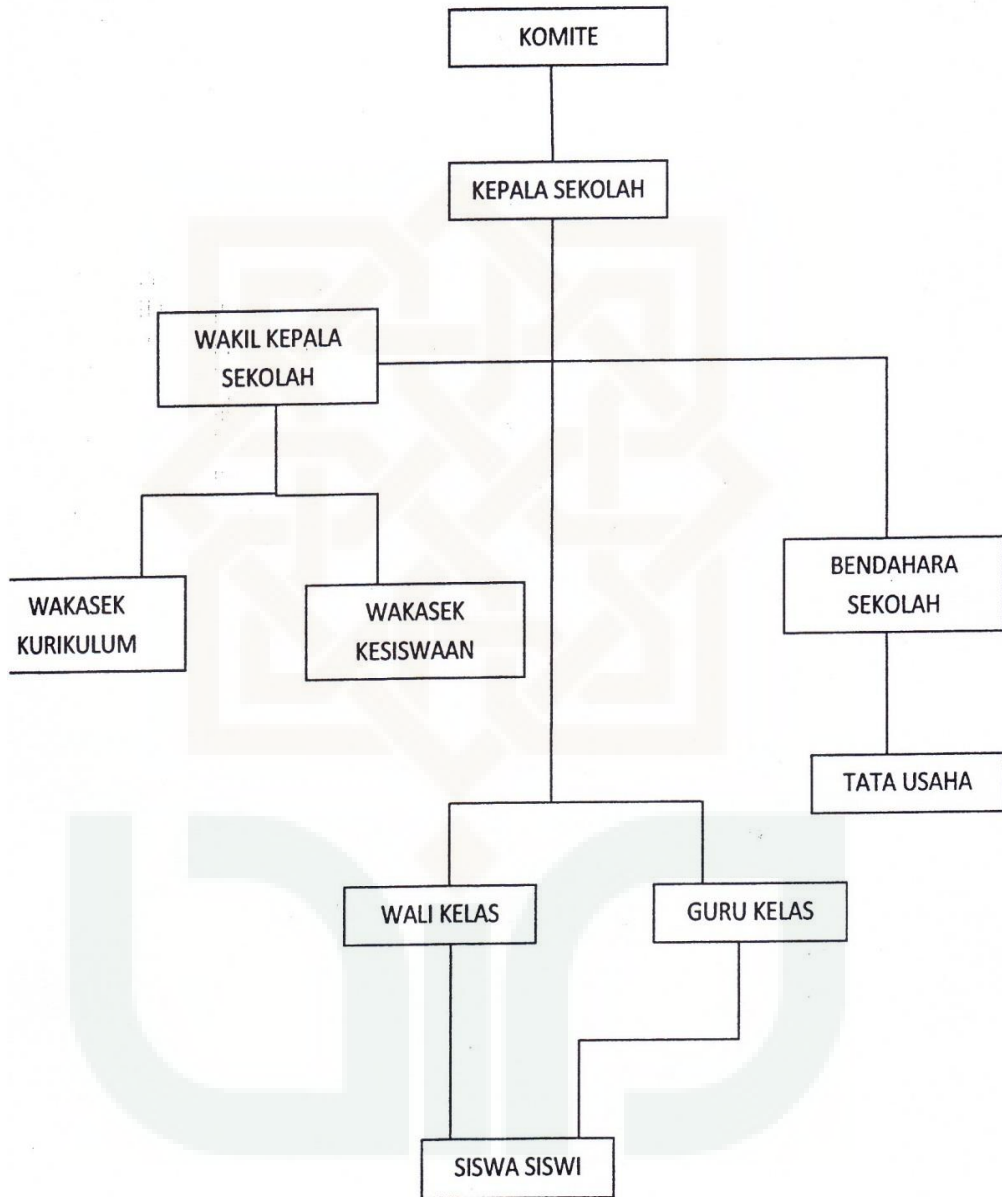 KOMITE
KEPALA SEKOLAH
WAKIL KEPALA
SEKOLAH
BENDAHARA
SEKOLAH
WAKASEK
KURIKULUM
WAKASEK
KESISWAAN
TATA USAHA
WALI KELAS
GURU KELAS
SISWA SISWI